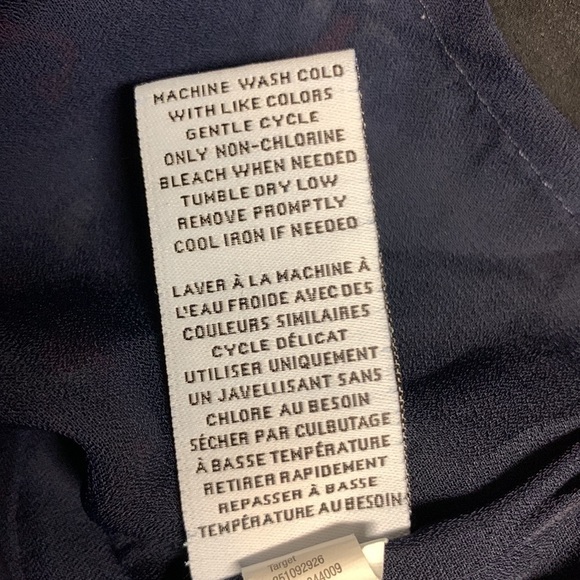 MACHINE WASH COLD
WITH LIKE COLORS
GENTLE CYCLE
ONLY NON-CHLORINE
BLEACH WHEN NEEDED
TUMBLE DRY LOW
REMOVE PROMPTLY
COOL IRON IF NEEDED
LAVER À LA MACHINE À
L'EAU FROIDE AVEC DES
COULEURS SIMILAIRES
CYCLE DÉLICAT
UTILISER UNIQUEMENT
UN JAVELLISANT SANS
CHLORE AU BESOIN
SÉCHER PAR CULBUTAGE
À BASSE TEMPÉRATURE
RETIRER RAPIDEMENT
REPASSER À BASSE
TEMPÉRATURE AU BESOIN
Target
251092926